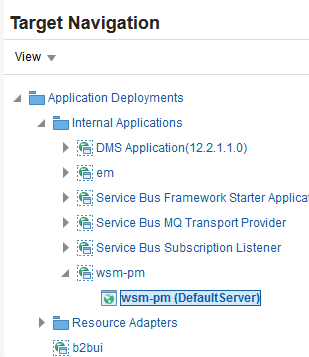 Target Navigation
View
Application Deployments
Internal Applications
DMS Application(12.2.1.1.0)
em
Service Bus Framework Starter Applica
Service Bus MQ Transport Provider
Service Bus Subscription Listener
wsm-pm
wsm-pm (DefaultServer)
Resource Adapters
b2bui